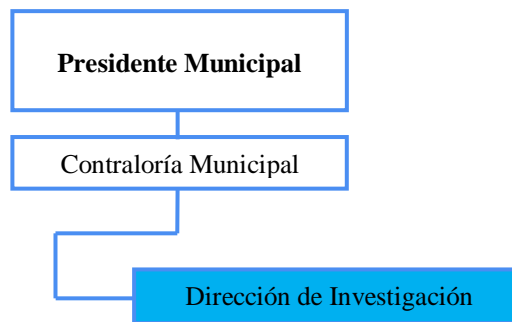 Presidente Municipal
Contraloría Municipal
Dirección de Investigación